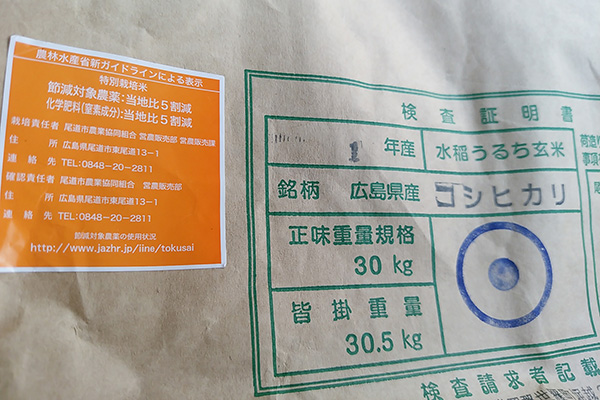 農林水産省新ガイドラインによる表示
特別栽培米
節減対象農薬:当地比5割減
化学肥料(窒素成分):当地比5割減
栽培責任者 尾道市農業協同組合 営農販売部 営農販売課
住 所 広島県尾道市東尾道13-1
連 絡 先 TEL:0848-20-2811
確認責任者 尾道市農業協同組合 営農販売部
住 所 広島県尾道市東尾道13-1
連 絡 先 TEL:0848-20-2811
節減対象農薬の使用状況
http://www.jazhr.jp/iine/tokusai
検査証明書
1 年産 水稲うるち玄米
銘柄 広島県産 コシヒカリ
正味重量規格
30 kg
皆掛重量
30.5 kg
検査請求者記載